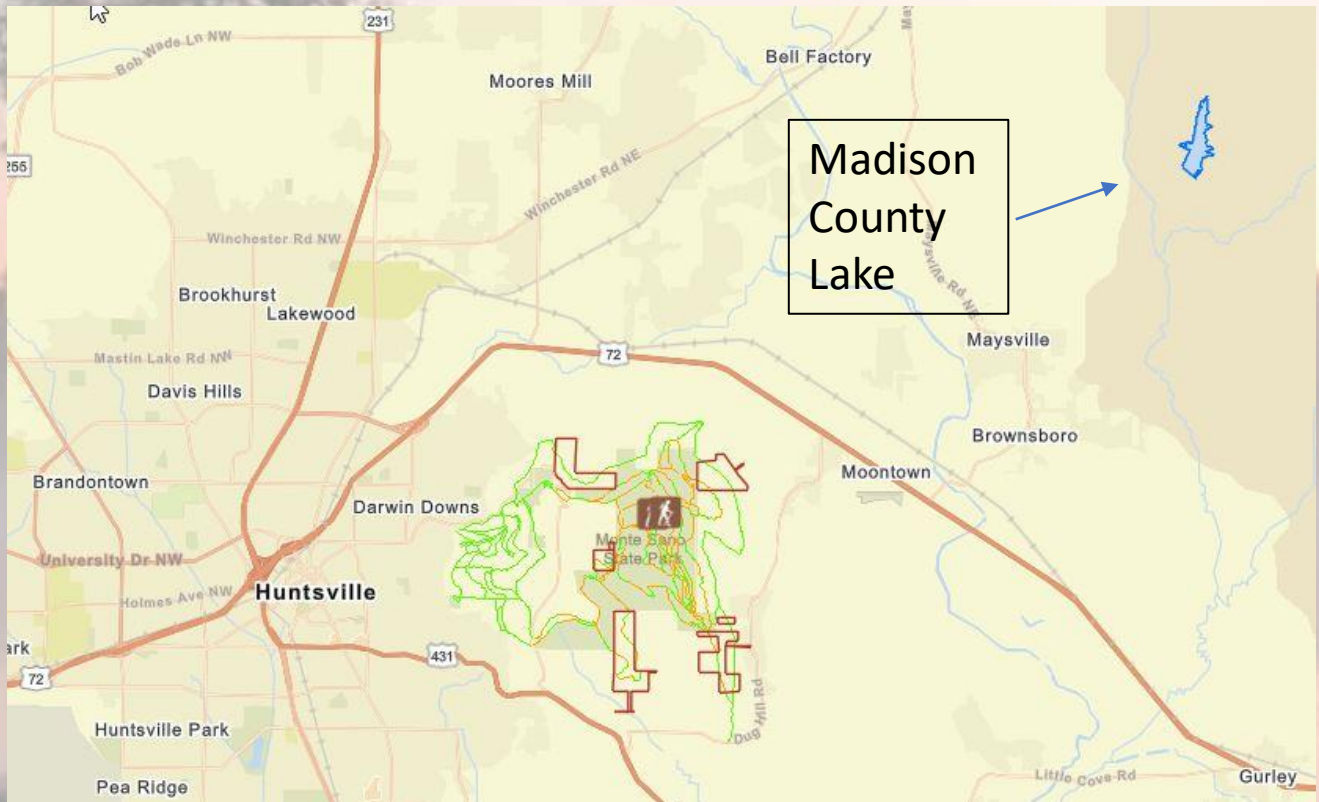 231
Bob Wade Ln NW
Bell Factory
Moores Mill
255
Madison
County
Lake
Winchester Rd NE
Winchester Rd NW
Maysville Rd NE
Brookhurst
Lakewood
Maysville
72
Mastin Lake Rd NW
Davis Hills
Brownsboro
Moontown
Brandontown
Darwin Downs
Monte Sano
State Park
University Dr NW
Huntsville
Holmes Ave NW
ark
431
72
Dug Hill Rd
Huntsville Park
Pea Ridge
Little Cove Rd
Gurley